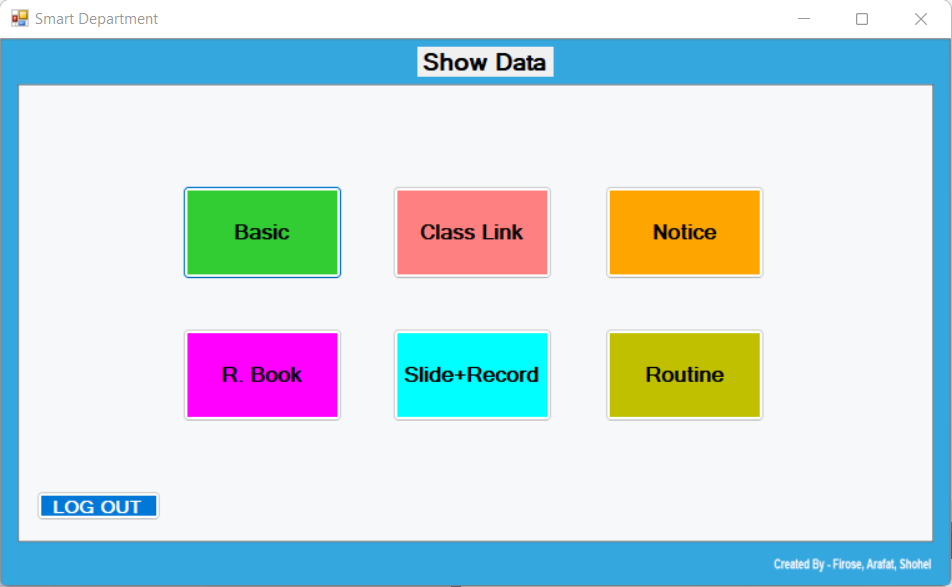 Smart Department
Show Data
Basic
Class Link
Notice
R. Book
Slide+Record
Routine
LOG OUT
Created By - Firose, Arafat, Shohel